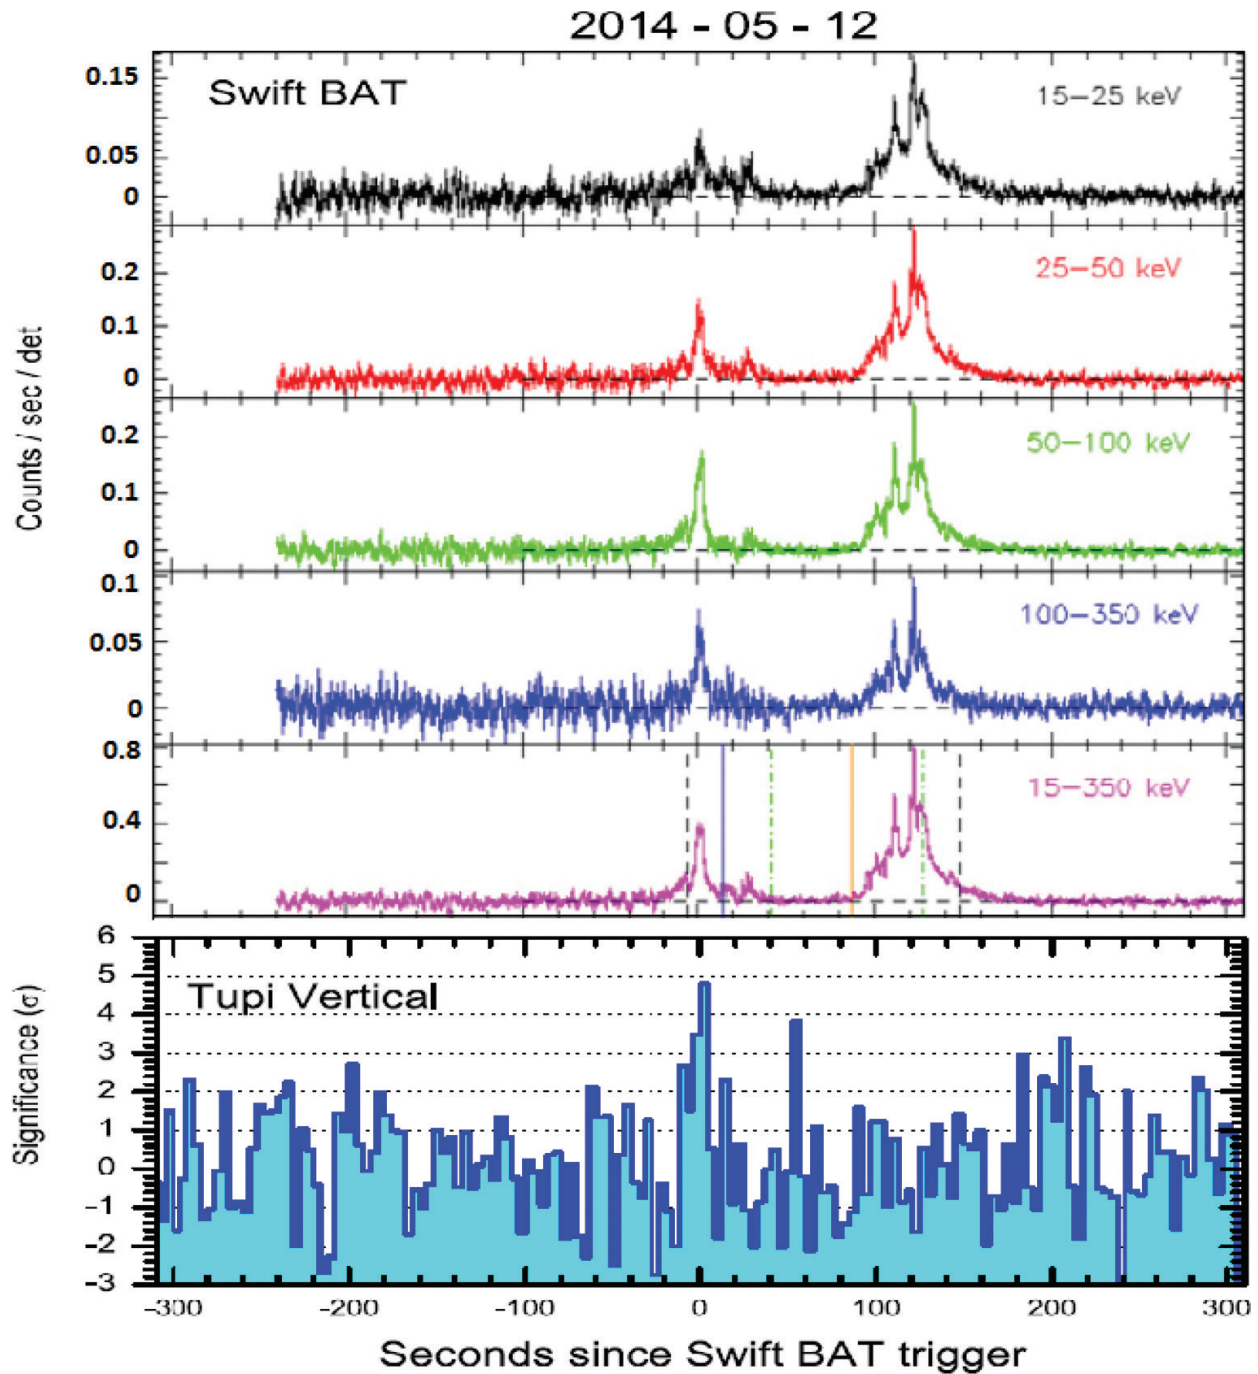 2014 - 05 - 12
Swift BAT
15-25 keV
0.15
0.05
0
25-50 keV
0.2
0.1
0
Counts / sec / det
50-100 keV
0.2
0.1
0
100-350 keV
0.1
0.05
0
15-350 keV
0.8
0.4
0
Tupi Vertical
Significance (σ)
6
5
4
3
2
1
0
-1
-2
-3
-300 -200 -100 0 100 200 300
Seconds since Swift BAT trigger